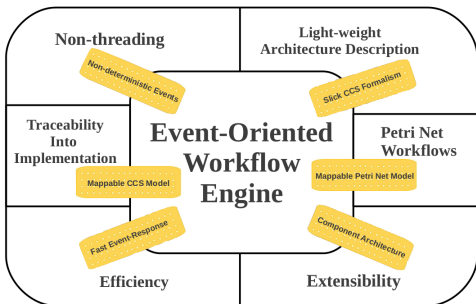 Non-threading
Non-deterministic Events
Light-weight
Architecture Description
Slick CCS Formalism
Traceability
Into
Implementation
Mappable CCS Model
Event-Oriented
Workflow
Engine
Petri Net
Workflows
Mappable Petri Net Model
Fast Event-Response
Efficiency
Component Architecture
Extensibility